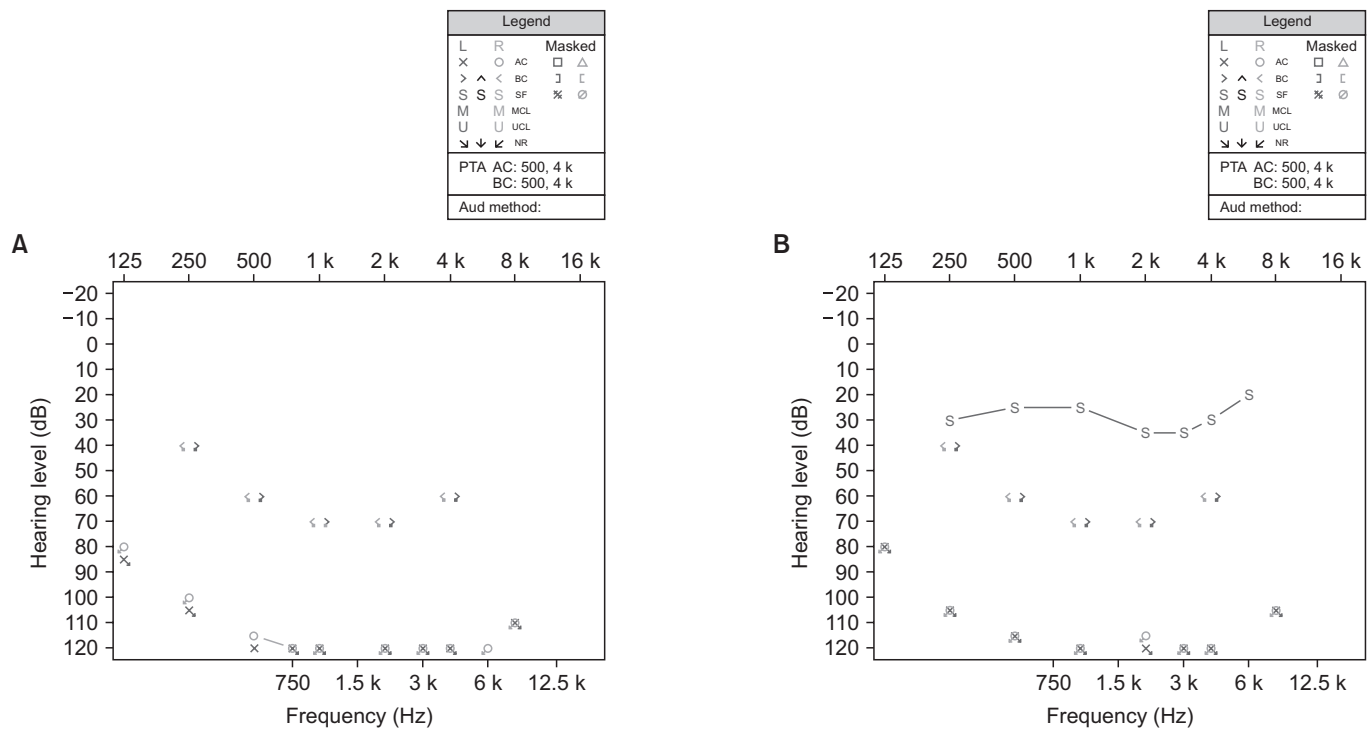 Legend
L R Masked
× ○ AC □ △
> ^ < BC ] [
S S S SF
M M MCL
U U UCL
↘ ↓ ↙ NR
PTA AC: 500, 4 k
BC: 500, 4 k
Aud method:
Legend
L R Masked
× ○ AC □ △
> ^ < BC ] [
S S S SF
M M MCL
U U UCL
↘ ↓ ↙ NR
PTA AC: 500, 4 k
BC: 500, 4 k
Aud method:
A
125 250 500 1 k 2 k 4 k 8 k 16 k
−20
−10
0
10
20
30
40
50
60
70
80
90
100
110
120
Hearing level (dB)
750 1.5 k 3 k 6 k 12.5 k
Frequency (Hz)
B
125 250 500 1 k 2 k 4 k 8 k 16 k
−20
−10
0
10
20
30
40
50
60
70
80
90
100
110
120
Hearing level (dB)
S S S S S S S
750 1.5 k 3 k 6 k 12.5 k
Frequency (Hz)